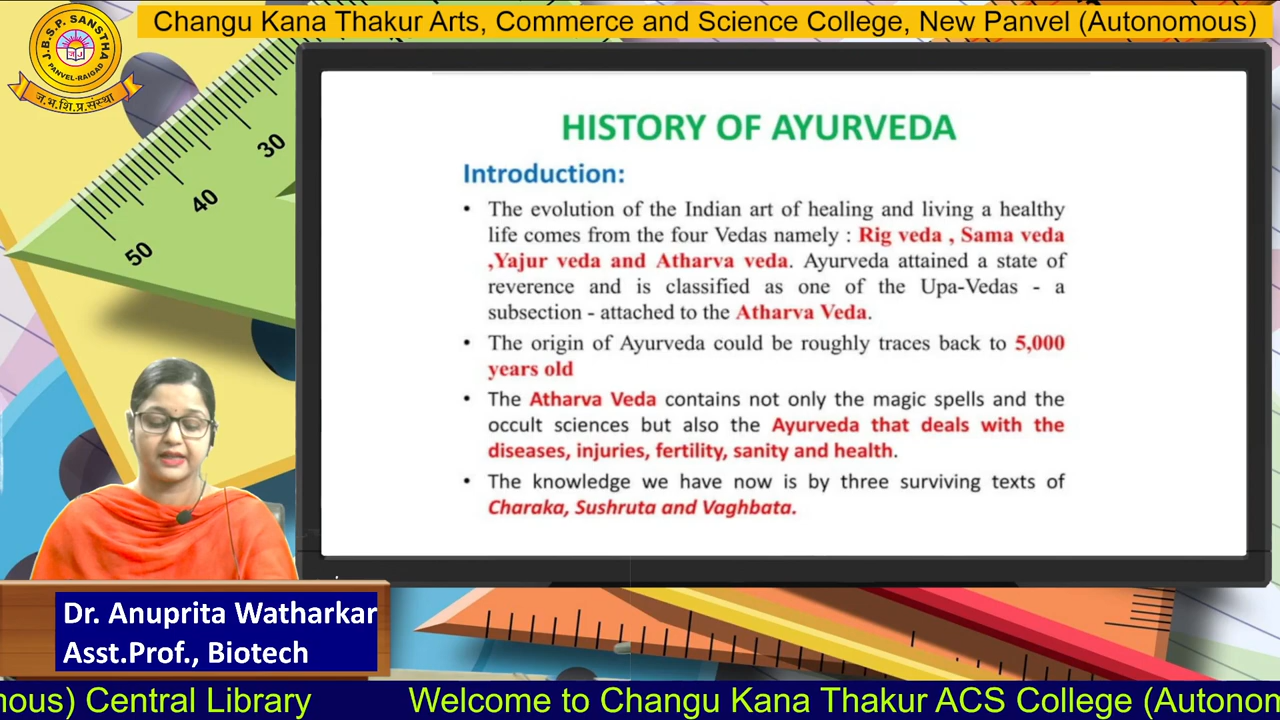 Changu Kana Thakur Arts, Commerce and Science College, New Panvel (Autonomous)
J.B.S.P. SANSTHA
PANVEL-RAIGAD
ज.भ.शि.प्र.संस्था
30
40
50
HISTORY OF AYURVEDA
Introduction:
• The evolution of the Indian art of healing and living a healthy
life comes from the four Vedas namely : Rig veda , Sama veda
,Yajur veda and Atharva veda. Ayurveda attained a state of
reverence and is classified as one of the Upa-Vedas - a
subsection - attached to the Atharva Veda.
• The origin of Ayurveda could be roughly traces back to 5,000
years old
• The Atharva Veda contains not only the magic spells and the
occult sciences but also the Ayurveda that deals with the
diseases, injuries, fertility, sanity and health.
• The knowledge we have now is by three surviving texts of
Charaka, Sushruta and Vaghbata.
Dr. Anuprita Watharkar
Asst.Prof., Biotech
nous) Central Library Welcome to Changu Kana Thakur ACS College (Autonon